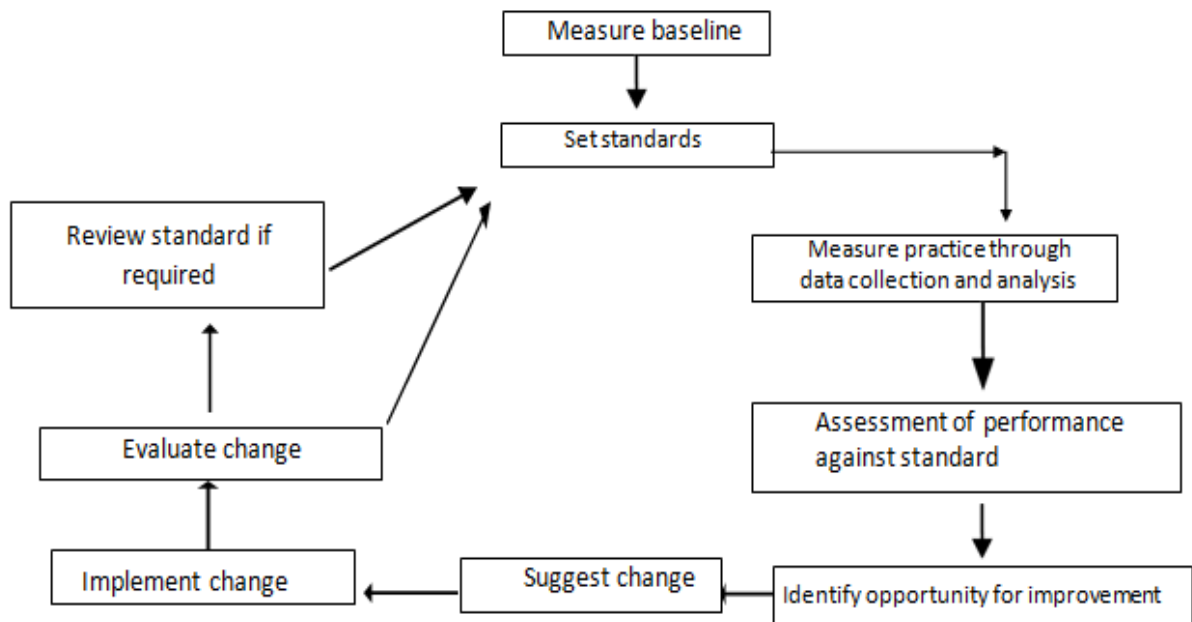 Measure baseline
Set standards
Measure practice through
data collection and analysis
Assessment of performance
against standard
Identify opportunity for improvement
Suggest change
Implement change
Evaluate change
Review standard if
required